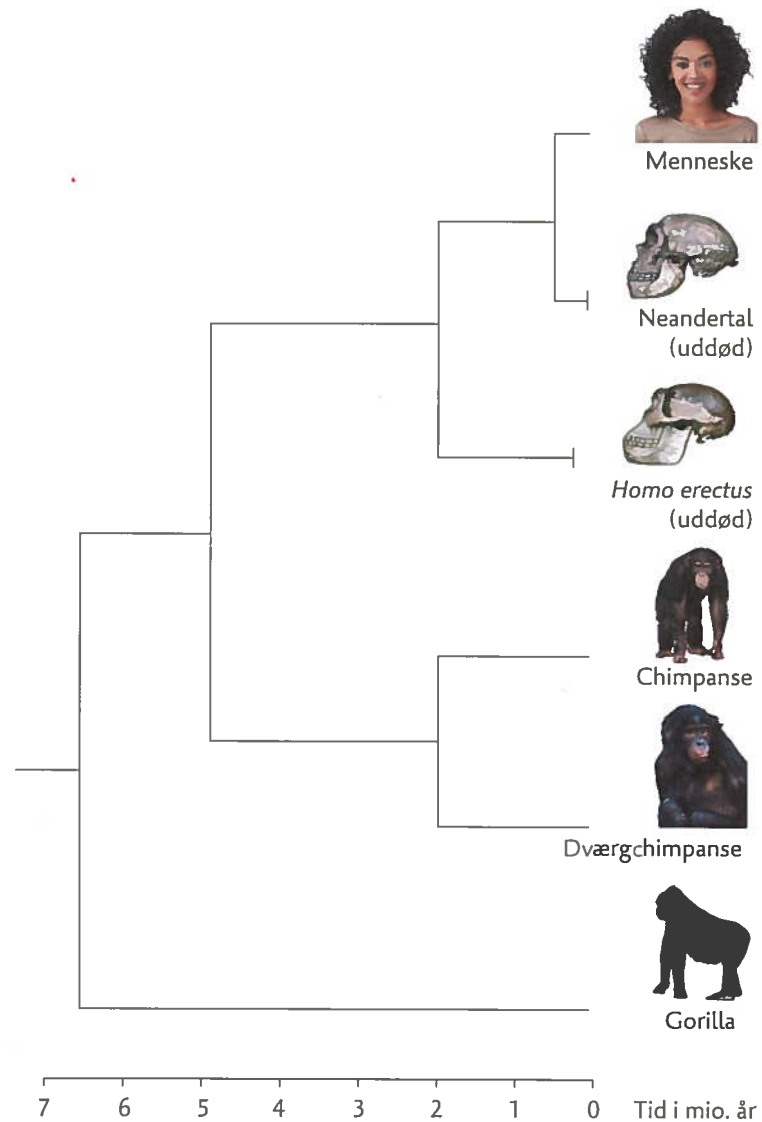 Menneske
Neandertal
(uddød)
Homo erectus
(uddød)
Chimpanse
Dværgchimpanse
Gorilla
7 6 5 4 3 2 1 0 Tid i mio. år